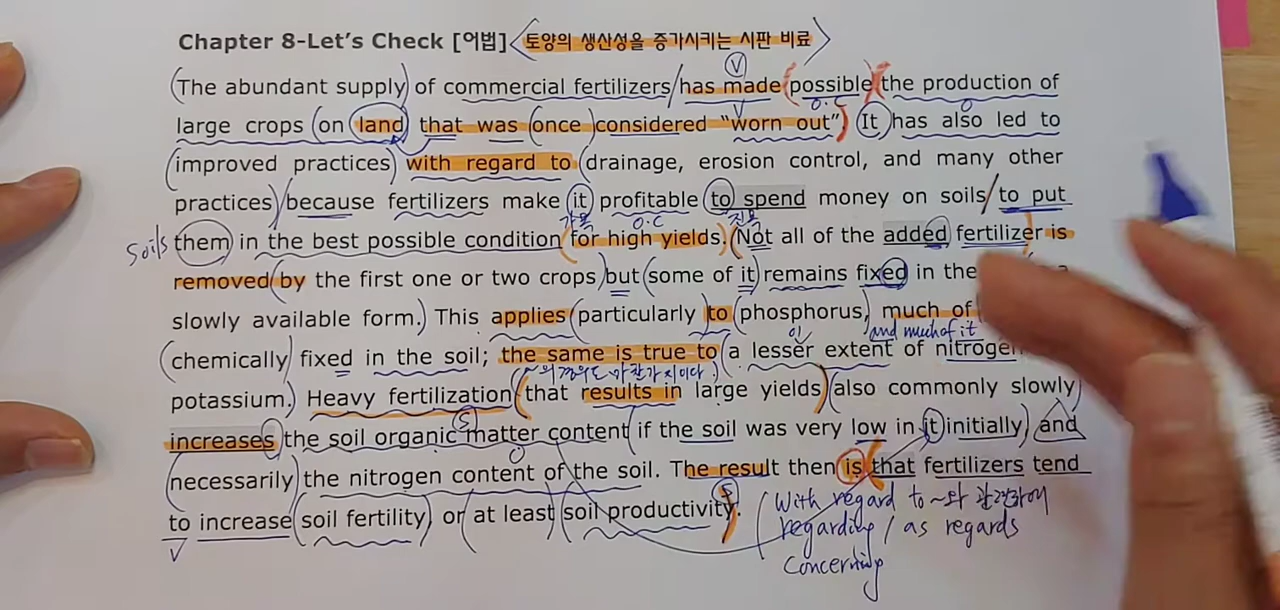 Chapter 8-Let's Check [어법] <토양의 생산성을 증가시키는 시판 비료>
V
(The abundant supply) of commercial fertilizers/has made (possible)(the production of
O.C O
V
large crops (on land) that was (once) considered "worn out") It has also led to
(improved practices) with regard to (drainage, erosion control, and many other
practices)/because fertilizers make it profitable to spend money on soils/to put
O.C
soils them in the best possible condition (for high yields.) (Not all of the added fertilizer) is
removed (by the first one or two crops) but (some of it) remains fixed in the
slowly available form.) This applies (particularly) to (phosphorus, much of
and much of it
(chemically) fixed in the soil; the same is true to (a lesser extent of nitrogen
~의 경우도 마찬가지이다
potassium.) Heavy fertilization (that results in large yields) (also commonly slowly)
S
increases the soil organic matter content if the soil was very low in it initially) and
O
(necessarily) the nitrogen content of the soil. The result then is (that fertilizers tend
S
to increase (soil fertility) or (at least) (soil productivity).
V
With regard to ~와 관련하여
regarding / as regards
concerning